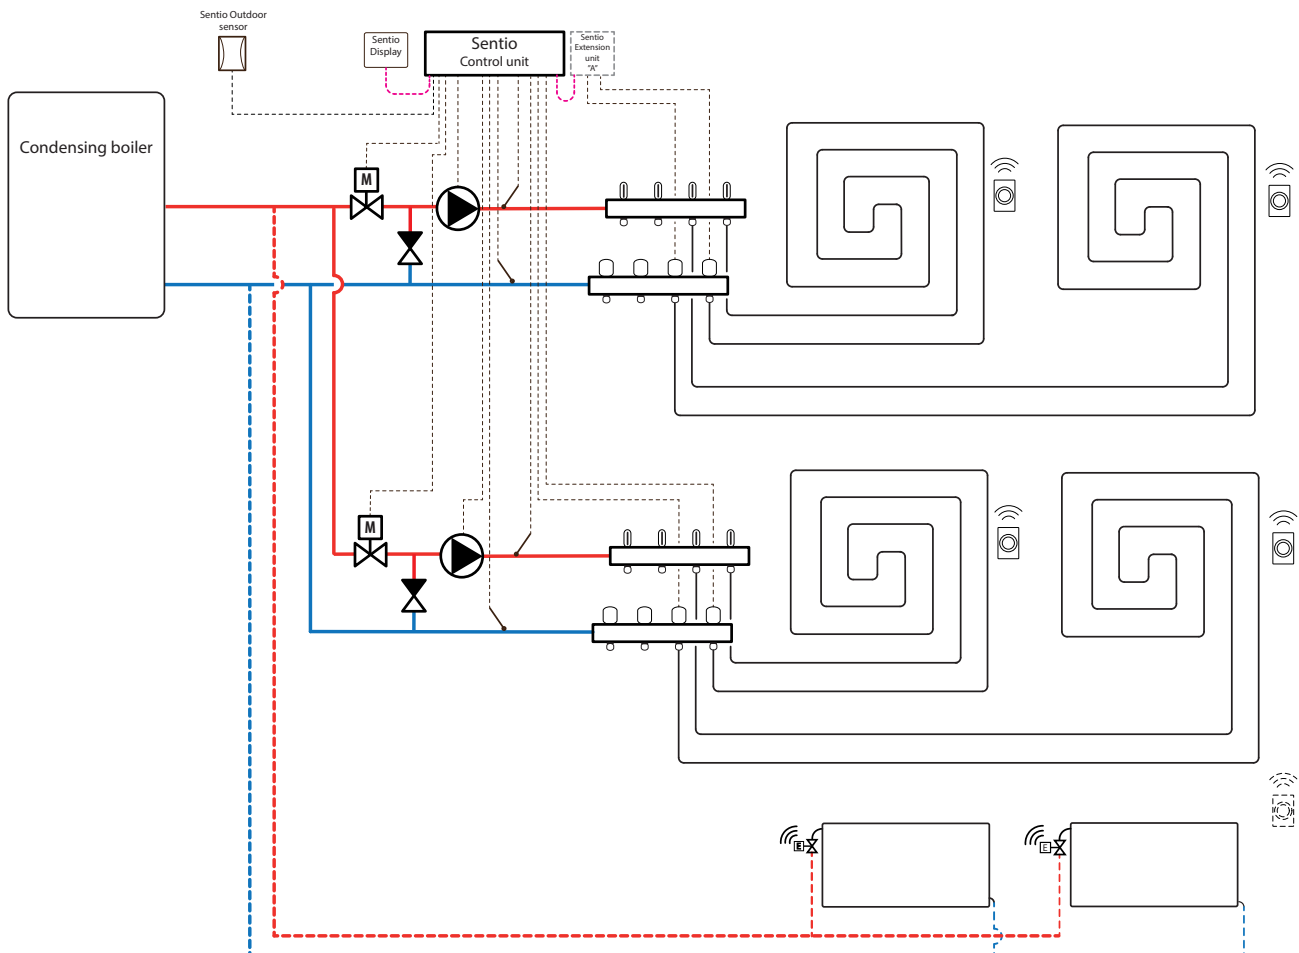 Sentio Outdoor
sensor
Sentio
Display
Sentio
Control unit
Sentio
Extension
unit
"A"
Condensing boiler
M
M
E
E